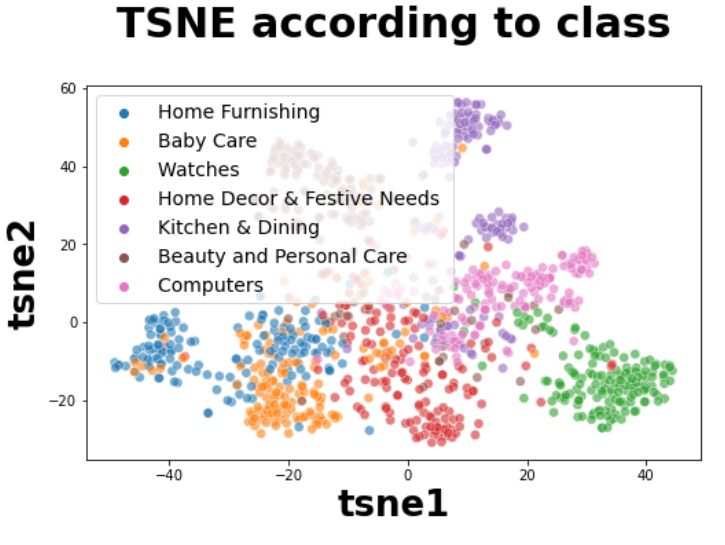 TSNE according to class
60
40
20
0
−20
tsne2
Home Furnishing
Baby Care
Watches
Home Decor & Festive Needs
Kitchen & Dining
Beauty and Personal Care
Computers
−40 −20 0 20 40
tsne1